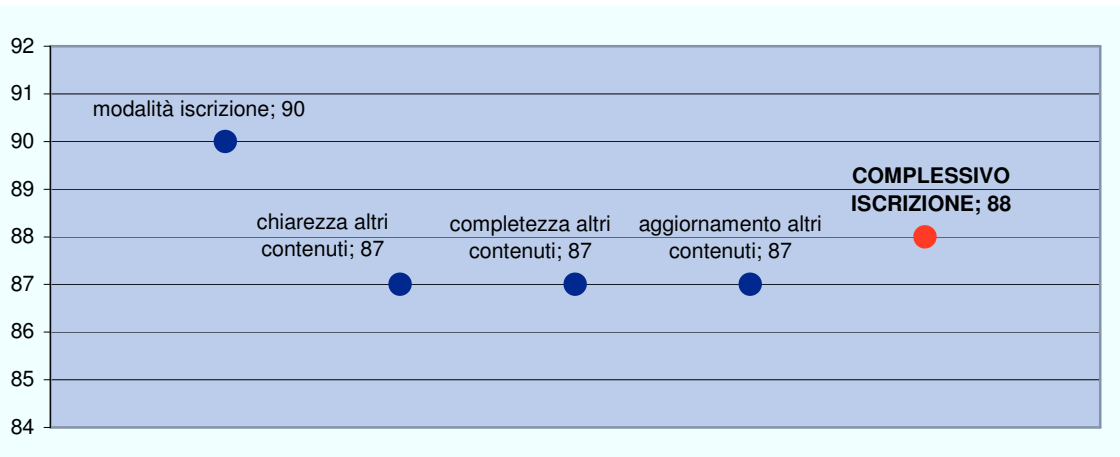 92
91
90
89
88
87
86
85
84
modalità iscrizione; 90
chiarezza altri
contenuti; 87
completezza altri
contenuti; 87
aggiornamento altri
contenuti; 87
COMPLESSIVO
ISCRIZIONE; 88